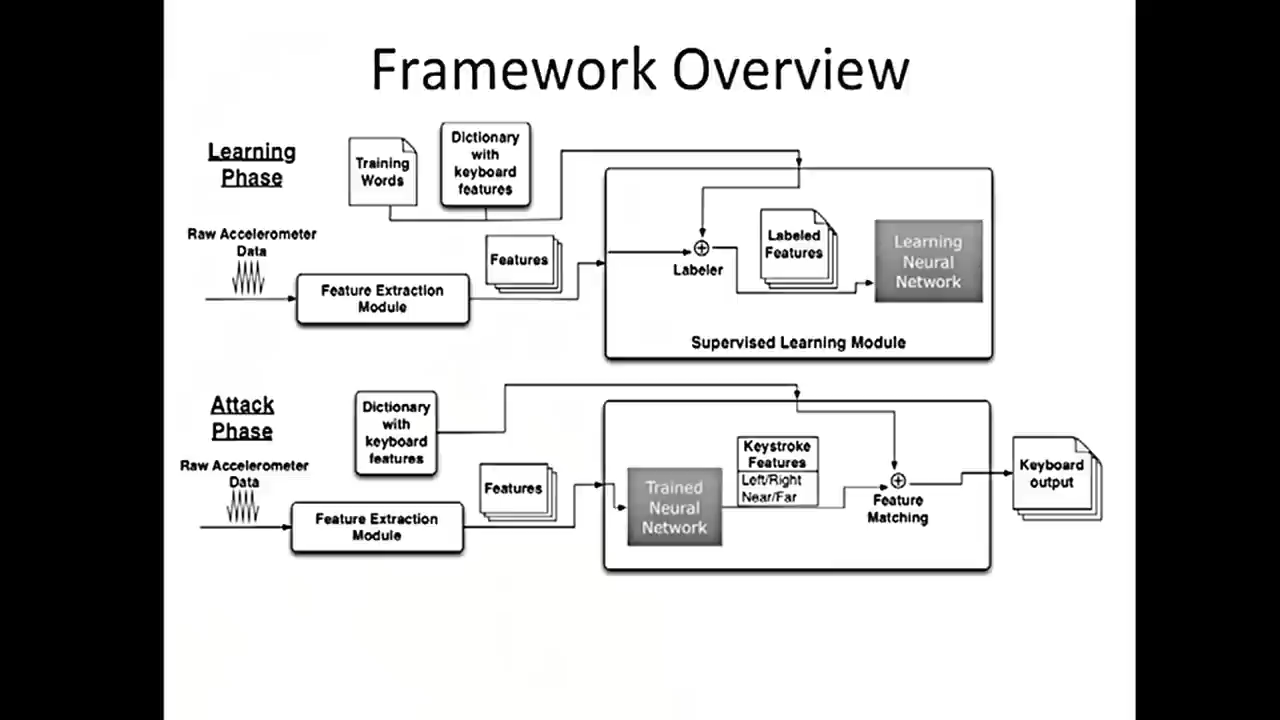 Framework Overview
Learning
Phase
Training
Words
Dictionary
with
keyboard
features
Raw Accelerometer
Data
Feature Extraction
Module
Features
Labeler
Labeled
Features
Learning
Neural
Network
Supervised Learning Module
Attack
Phase
Dictionary
with
keyboard
features
Raw Accelerometer
Data
Feature Extraction
Module
Features
Trained
Neural
Network
Keystroke
Features
Left/Right
Near/Far
Feature
Matching
Keyboard
output